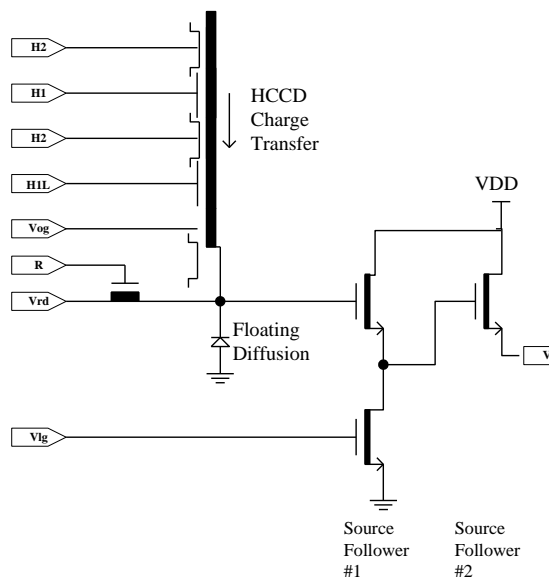 H2
H1
H2
H1L
Vog
R
Vrd
Vlg
HCCD
Charge
Transfer
VDD
Floating
Diffusion
Source
Follower
#1
Source
Follower
#2